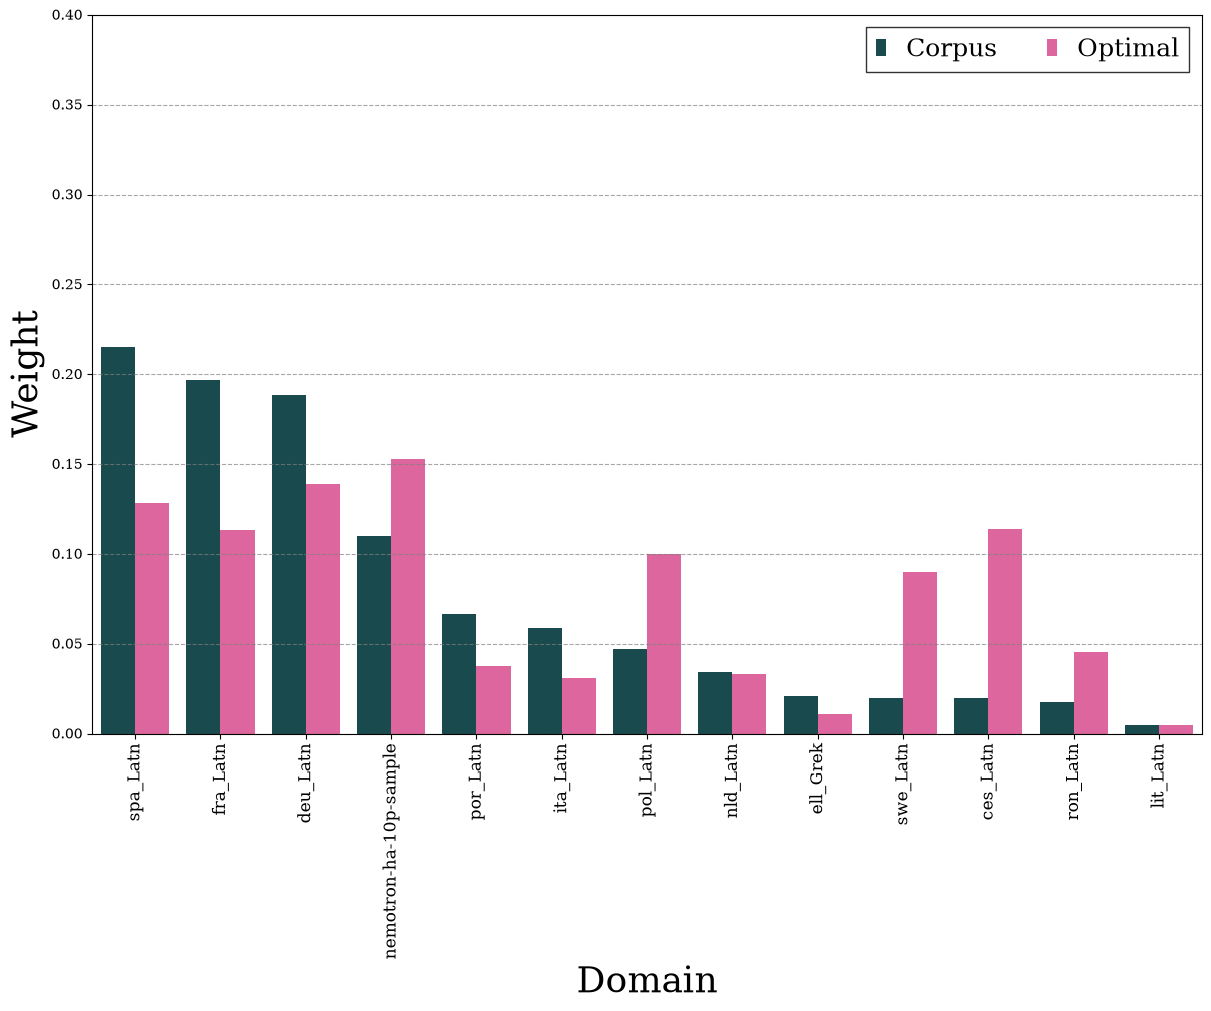 Corpus
Optimal
0.40
0.35
0.30
0.25
0.20
0.15
0.10
0.05
0.00
Weight
spa_Latn
fra_Latn
deu_Latn
nemotron-ha-10p-sample
por_Latn
ita_Latn
pol_Latn
nld_Latn
ell_Grek
swe_Latn
ces_Latn
ron_Latn
lit_Latn
Domain